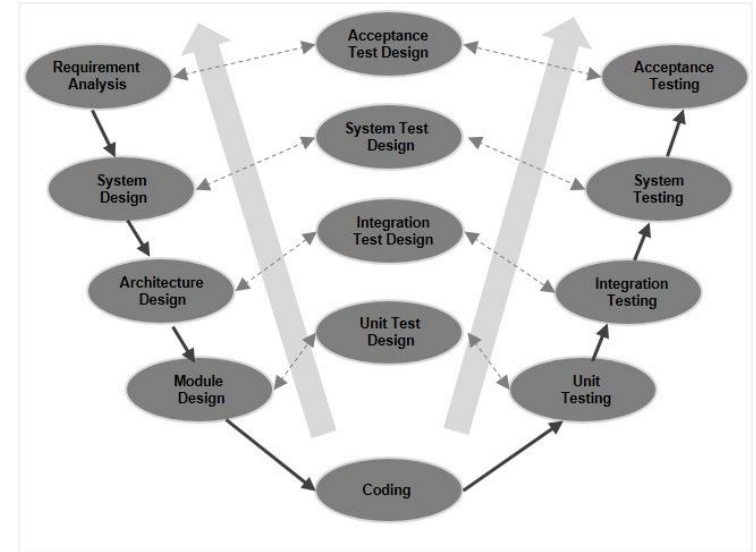 Acceptance
Test Design
Requirement
Analysis
Acceptance
Testing
System Test
Design
System
Design
System
Testing
Integration
Test Design
Architecture
Design
Integration
Testing
Unit Test
Design
Module
Design
Unit
Testing
Coding